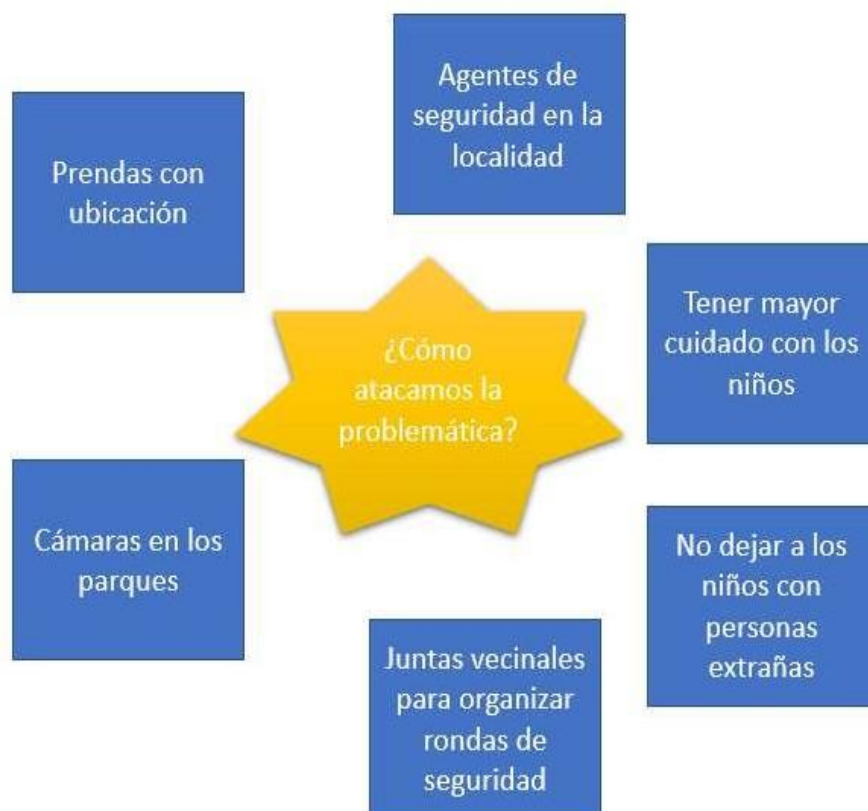 Agentes de
seguridad en la
localidad
Prendas con
ubicación
Tener mayor
cuidado con los
niños
¿Cómo
atacamos la
problemática?
Cámaras en los
parques
No dejar a los
niños con
personas
extrañas
Juntas vecinales
para organizar
rondas de
seguridad